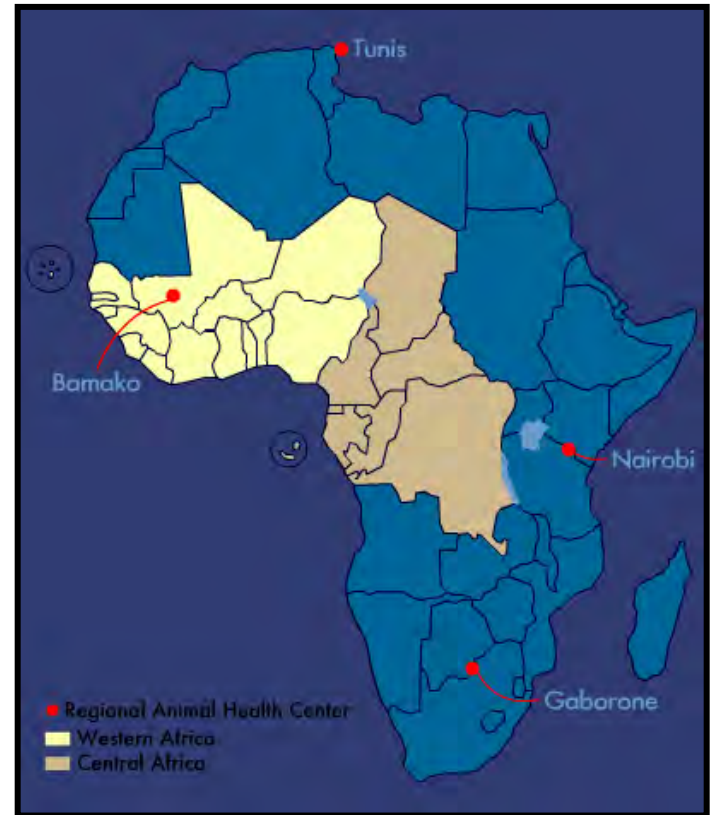 Tunis
Bamako
Nairobi
Gaborone
Regional Animal Health Center
Western Africa
Central Africa